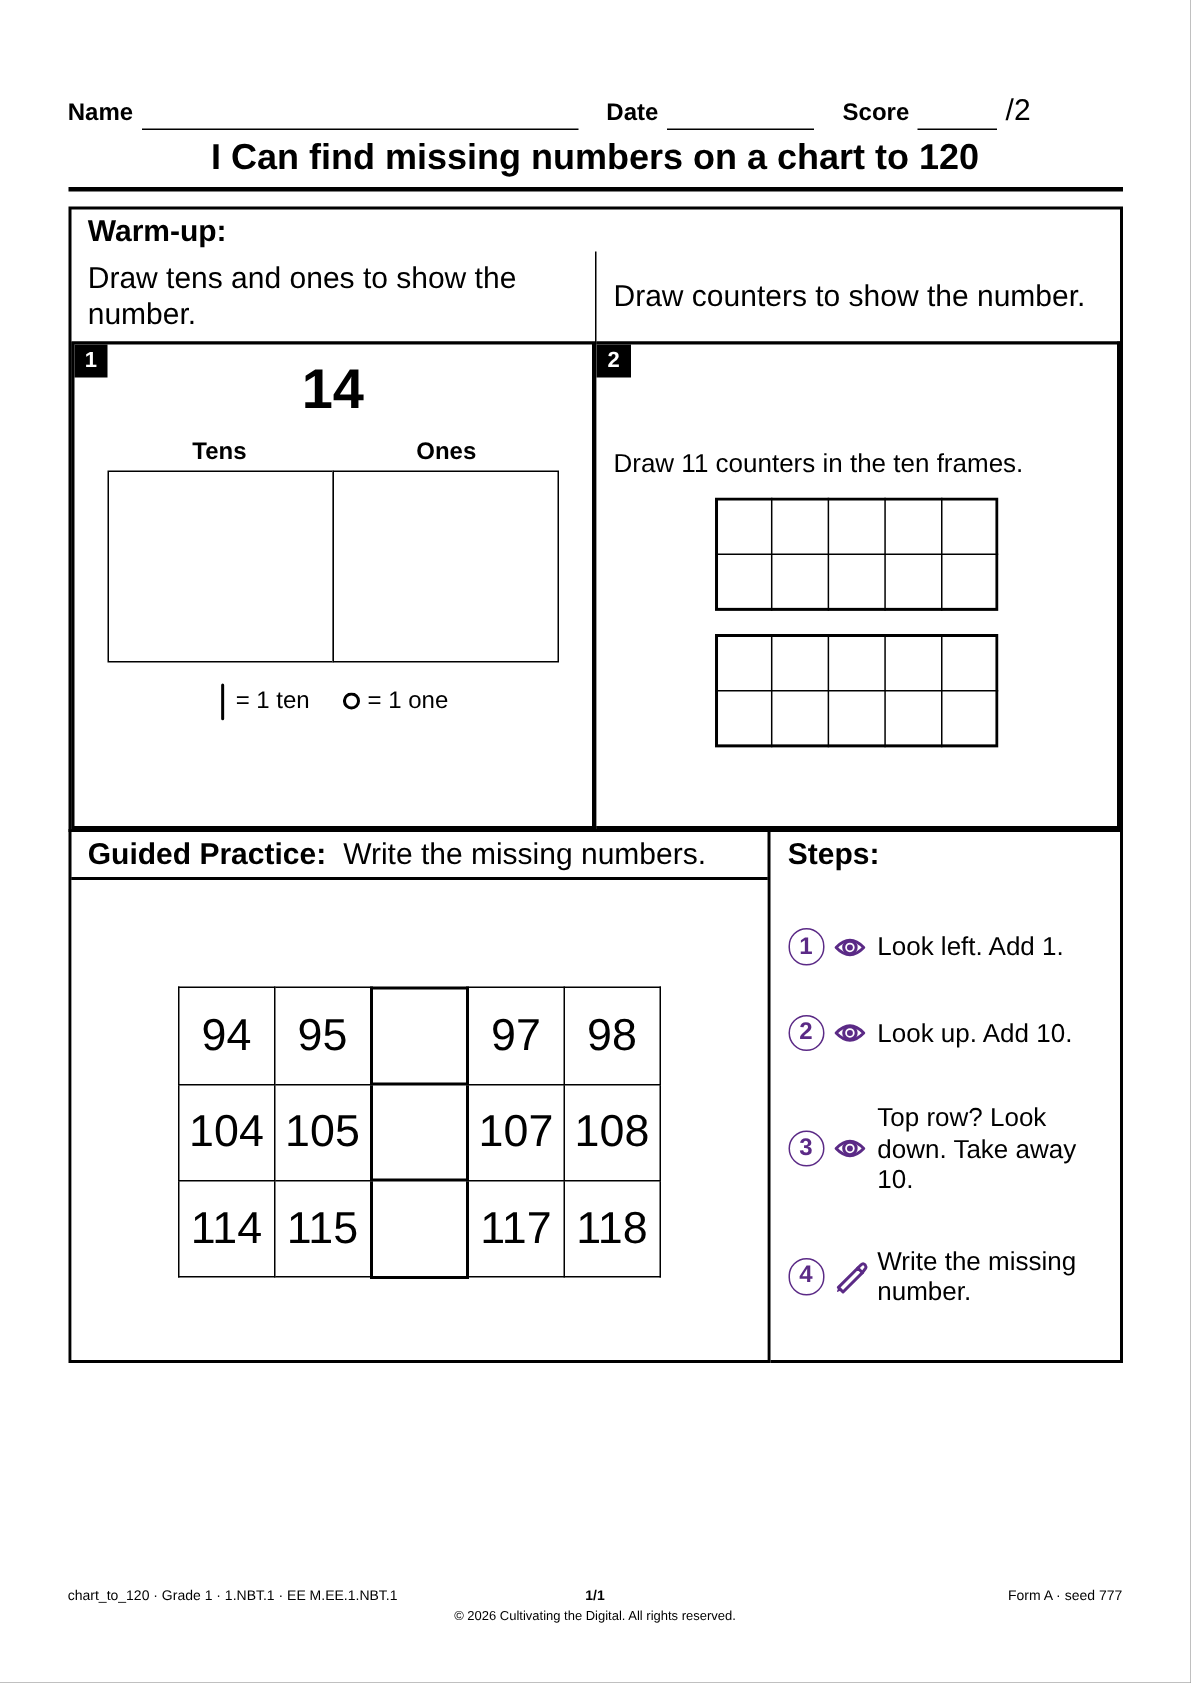 Name Date Score /2
I Can find missing numbers on a chart to 120
Warm-up:
Draw tens and ones to show the
number.
Draw counters to show the number.
1
14
Tens Ones
= 1 ten = 1 one
2
Draw 11 counters in the ten frames.
Guided Practice: Write the missing numbers.
94 95 97 98
104 105 107 108
114 115 117 118
Steps:
1 Look left. Add 1.
2 Look up. Add 10.
3 Top row? Look
down. Take away
10.
4 Write the missing
number.
chart_to_120 · Grade 1 · 1.NBT.1 · EE M.EE.1.NBT.1 1/1 Form A · seed 777
© 2026 Cultivating the Digital. All rights reserved.